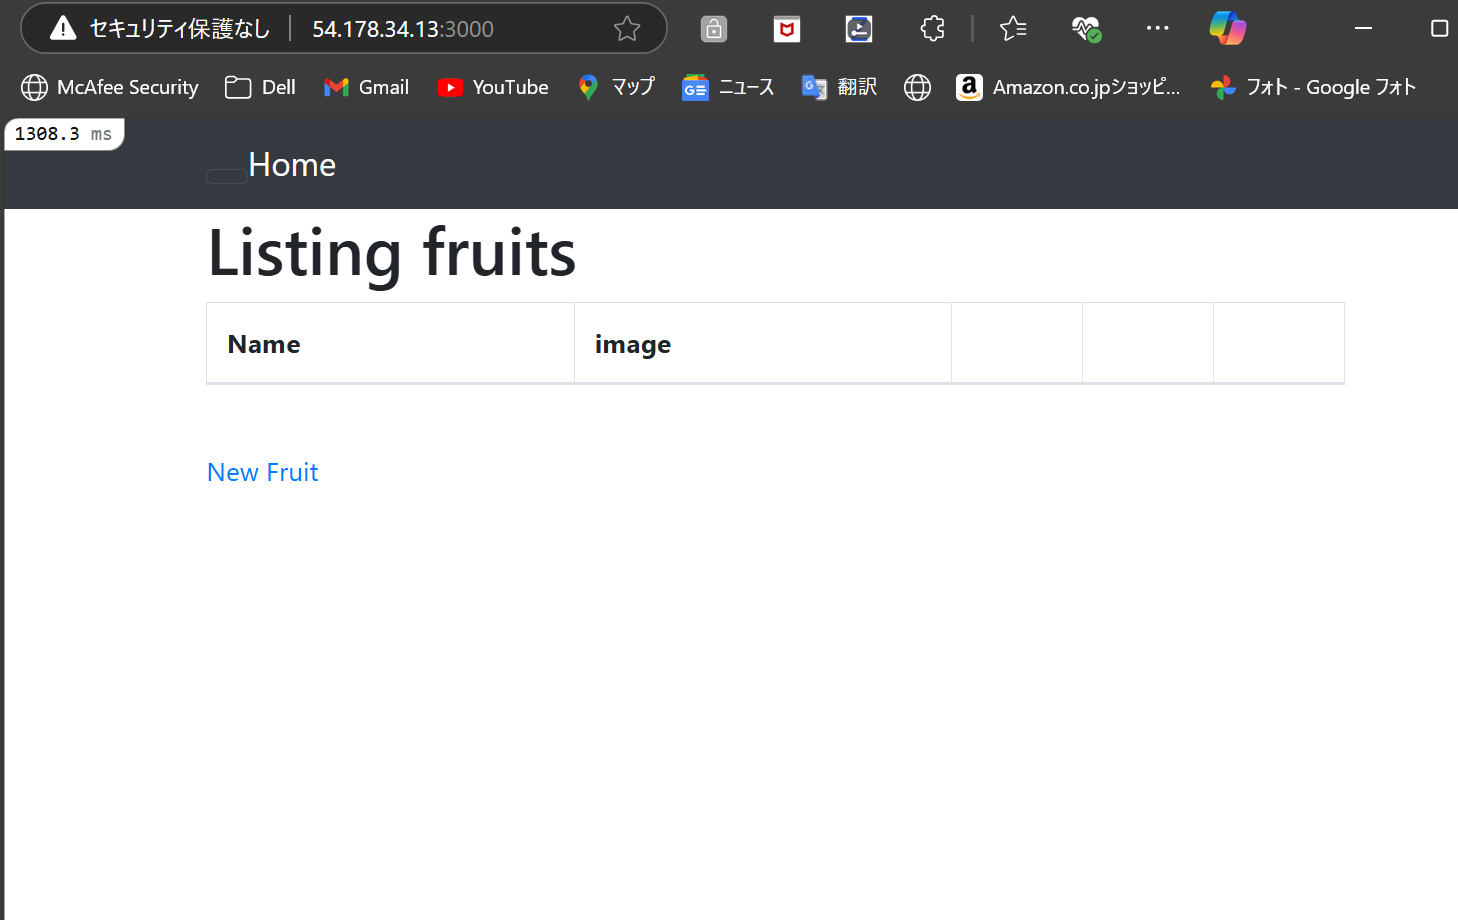 セキュリティ保護なし 54.178.34.13:3000
McAfee Security Dell Gmail YouTube マップ ニュース 翻訳 Amazon.co.jpショッピ... フォト - Google フォト
1308.3 ms
Home
Listing fruits
Name image
New Fruit